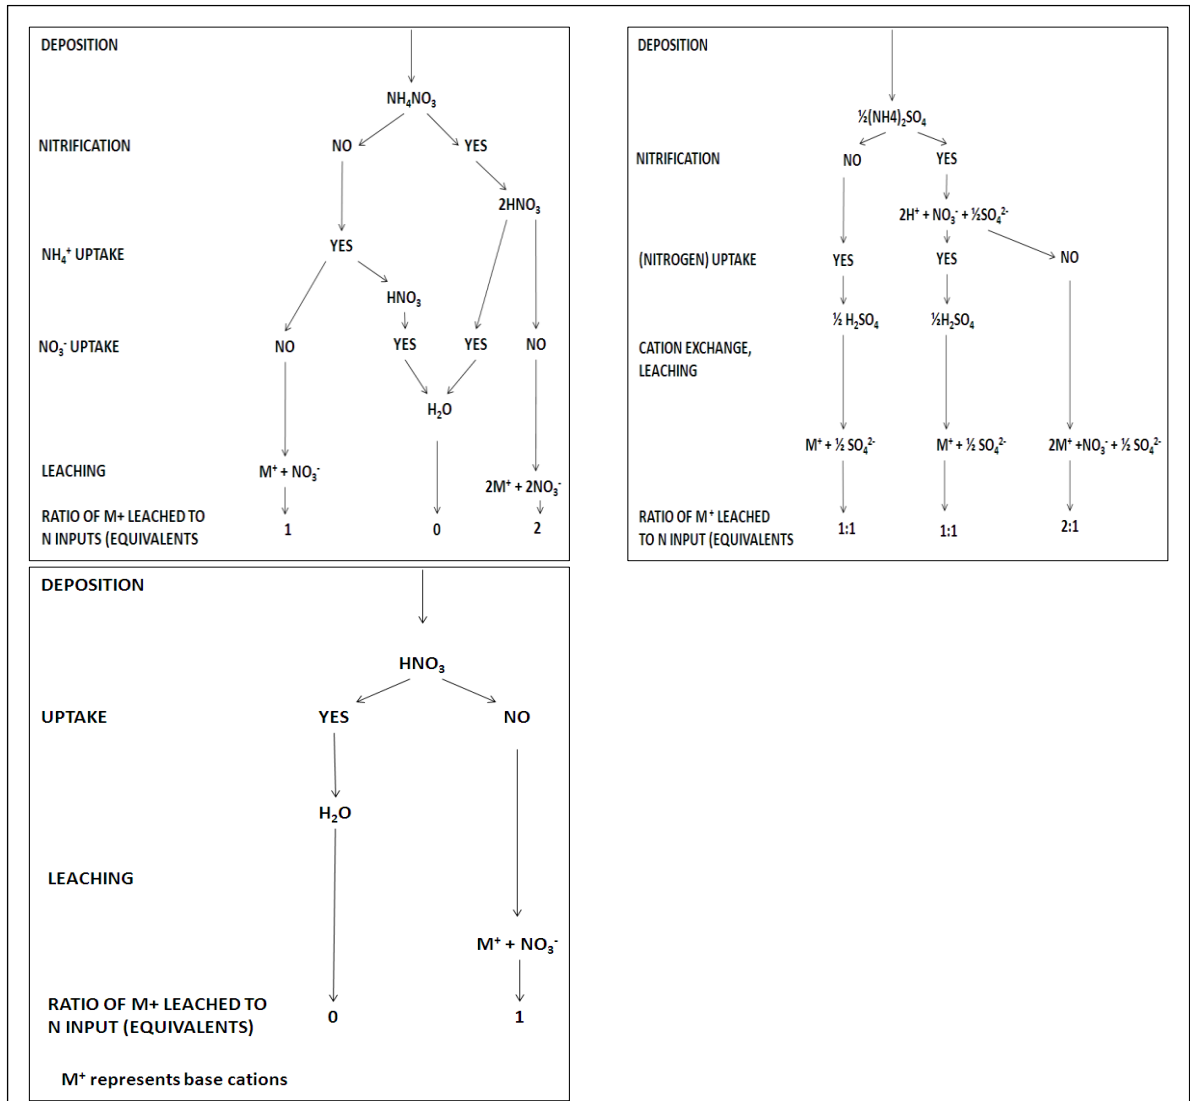 DEPOSITION
NH₄NO₃
NITRIFICATION
NO
YES
2HNO₃
NH₄⁺ UPTAKE
YES
HNO₃
NO₃⁻ UPTAKE
NO
YES
YES
NO
H₂O
LEACHING
M⁺ + NO₃⁻
2M⁺ + 2NO₃⁻
RATIO OF M+ LEACHED TO
N INPUTS (EQUIVALENTS
1
0
2
DEPOSITION
½(NH4)₂SO₄
NITRIFICATION
NO
YES
2H⁺ + NO₃⁻ + ½SO₄²⁻
(NITROGEN) UPTAKE
YES
YES
NO
½ H₂SO₄
½H₂SO₄
CATION EXCHANGE,
LEACHING
M⁺ + ½ SO₄²⁻
M⁺ + ½ SO₄²⁻
2M⁺ +NO₃⁻ + ½ SO₄²⁻
RATIO OF M⁺ LEACHED
TO N INPUT (EQUIVALENTS
1:1
1:1
2:1
DEPOSITION
HNO₃
UPTAKE
YES
NO
H₂O
LEACHING
M⁺ + NO₃⁻
RATIO OF M+ LEACHED TO
N INPUT (EQUIVALENTS)
0
1
M⁺ represents base cations